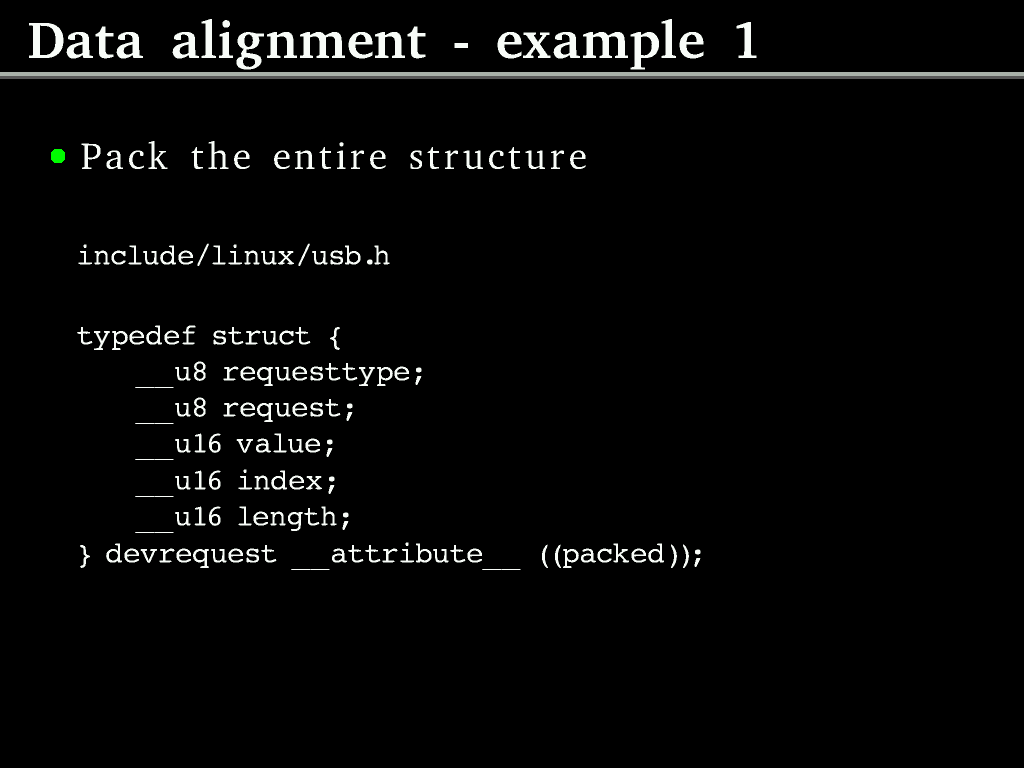 Data alignment - example 1
Pack the entire structure
include/linux/usb.h
typedef struct {
__u8 requesttype;
__u8 request;
__u16 value;
__u16 index;
__u16 length;
} devrequest __attribute__ ((packed));